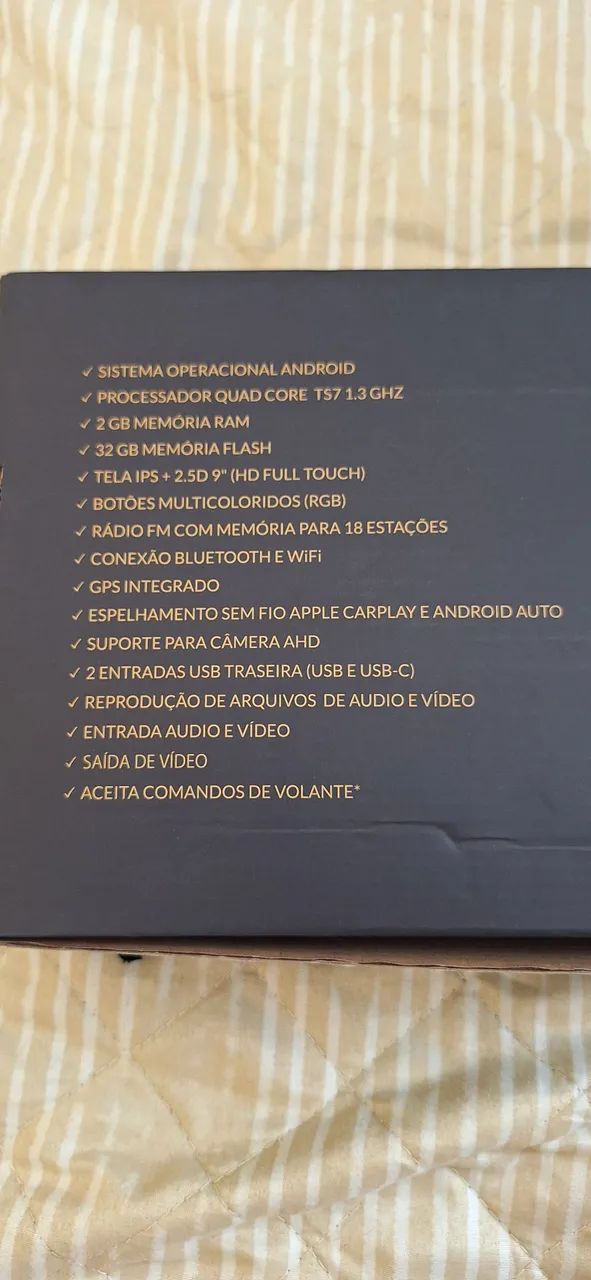 ✓ SISTEMA OPERACIONAL ANDROID
✓ PROCESSADOR QUAD CORE TS7 1.3 GHZ
✓ 2 GB MEMÓRIA RAM
✓ 32 GB MEMÓRIA FLASH
✓ TELA IPS + 2.5D 9" (HD FULL TOUCH)
✓ BOTÕES MULTICOLORIDOS (RGB)
✓ RÁDIO FM COM MEMÓRIA PARA 18 ESTAÇÕES
✓ CONEXÃO BLUETOOTH E WiFi
✓ GPS INTEGRADO
✓ ESPELHAMENTO SEM FIO APPLE CARPLAY E ANDROID AUTO
✓ SUPORTE PARA CÂMERA AHD
✓ 2 ENTRADAS USB TRASEIRA (USB E USB-C)
✓ REPRODUÇÃO DE ARQUIVOS DE AUDIO E VÍDEO
✓ ENTRADA AUDIO E VÍDEO
✓ SAÍDA DE VÍDEO
✓ ACEITA COMANDOS DE VOLANTE*